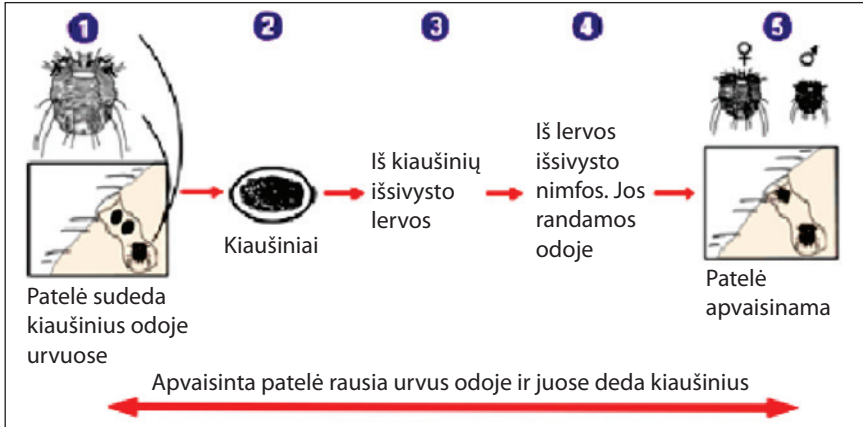 1
2
3
4
5
♀ ♂
Patelė sudeda
kiaušinius odoje
urvuose
Kiaušiniai
Iš kiaušinių
išsivysto
lervos
Iš lervos
išsivysto
nimfos. Jos
randamos
odoje
Patelė
apvaisinama
Apvaisinta patelė rausia urvus odoje ir juose deda kiaušinius